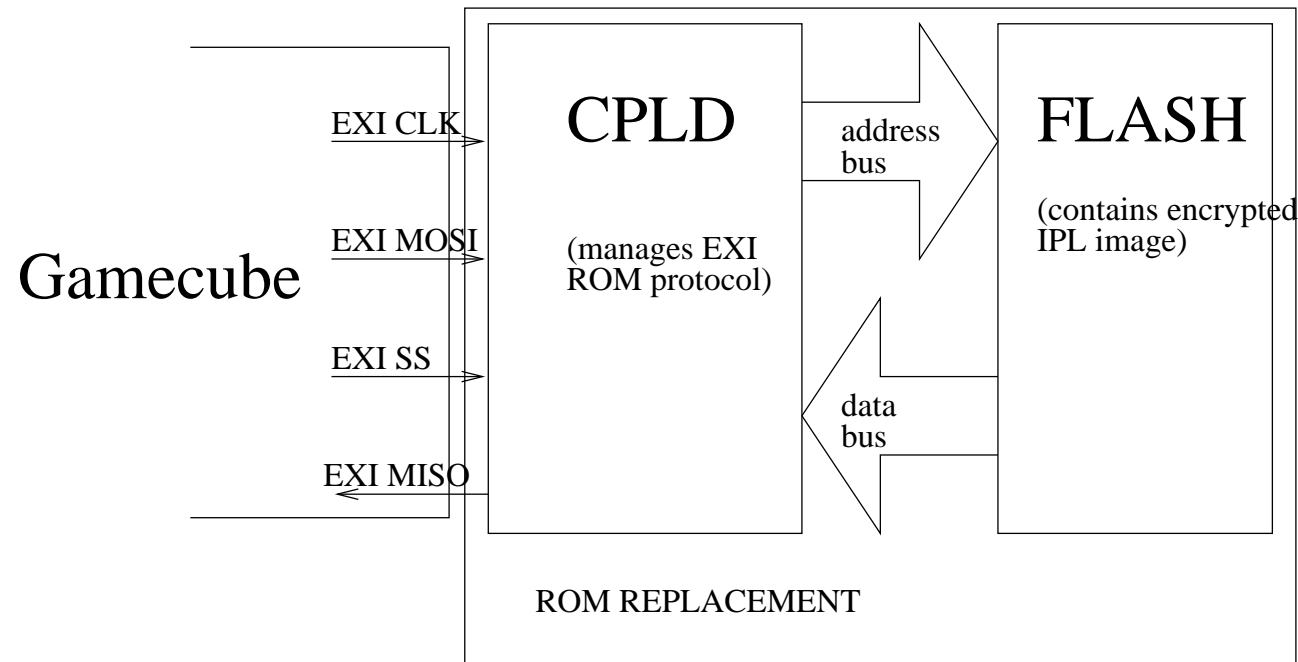 Gamecube
EXI CLK
EXI MOSI
EXI SS
EXI MISO
CPLD
(manages EXI
ROM protocol)
address
bus
data
bus
FLASH
(contains encrypted
IPL image)
ROM REPLACEMENT